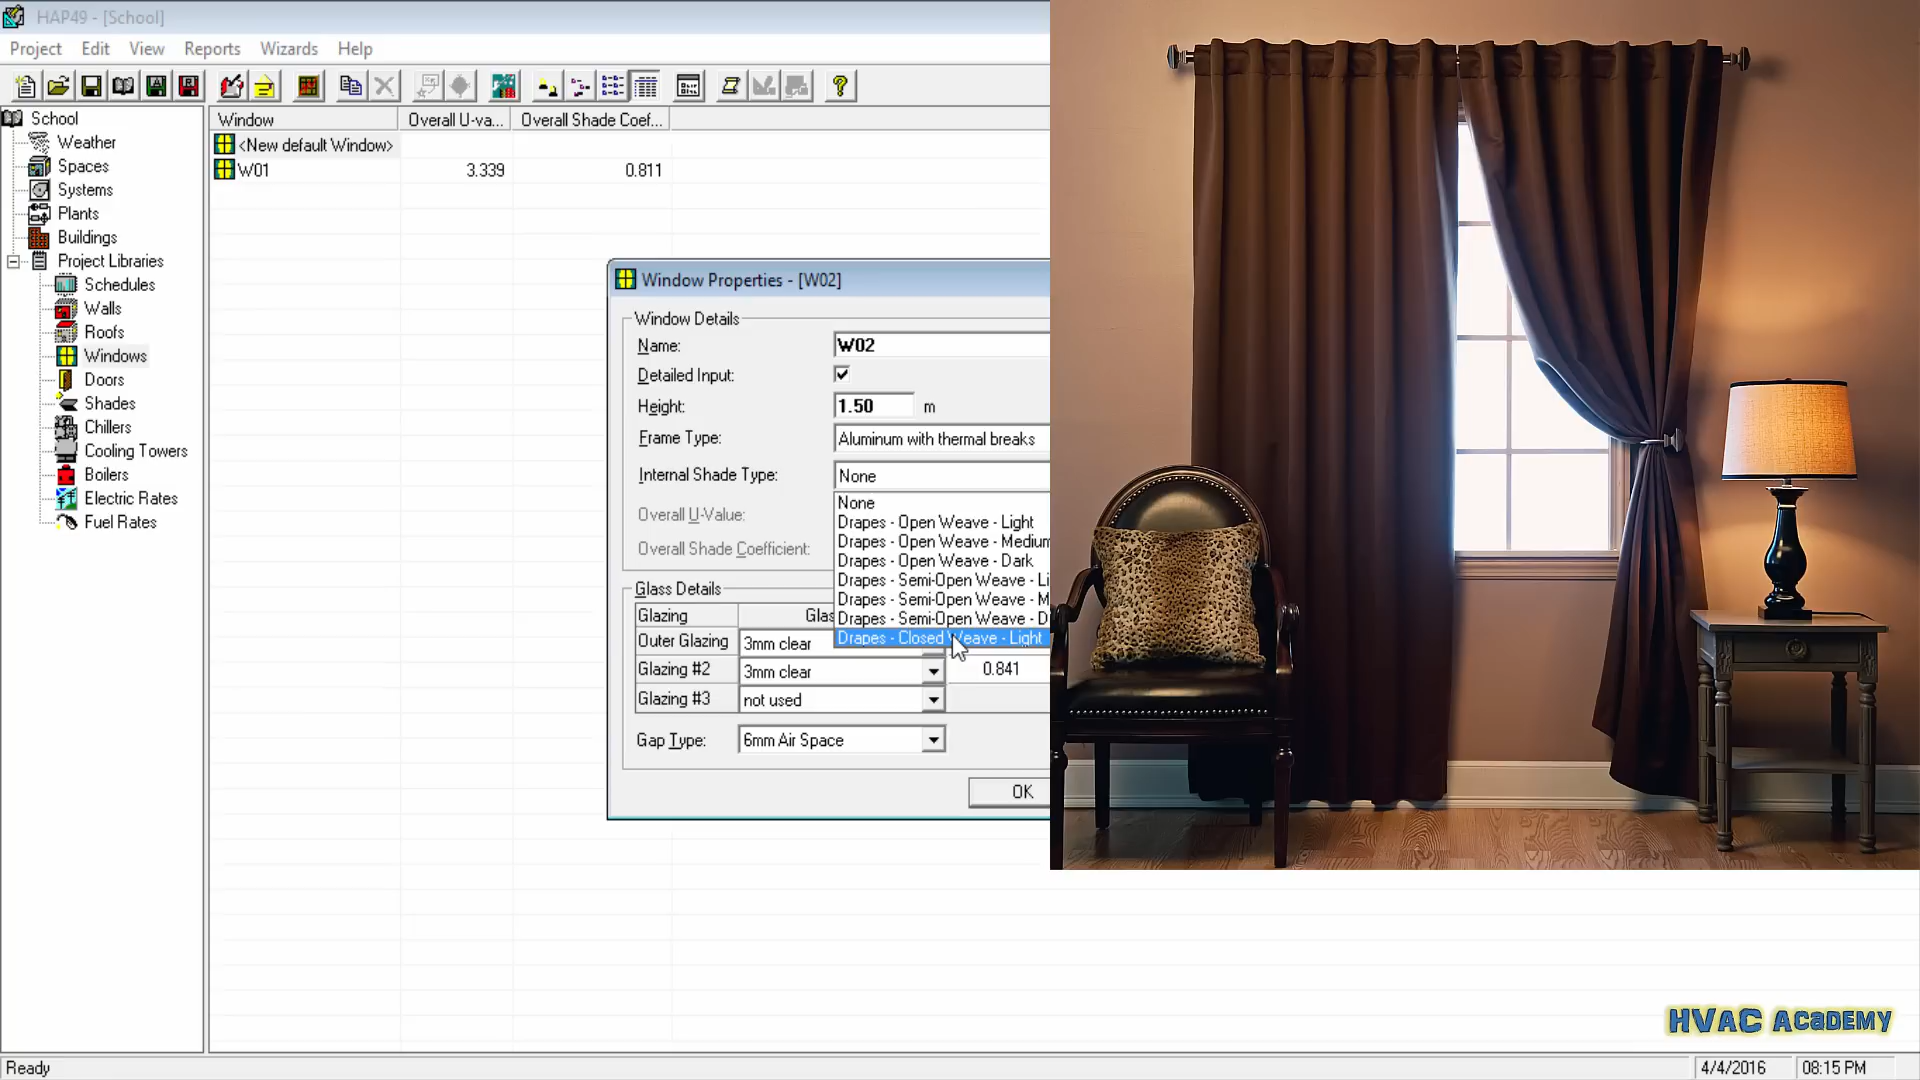 HAP49 - [School]
Project Edit View Reports Wizards Help
School
Weather
Spaces
Systems
Plants
Buildings
Project Libraries
Schedules
Walls
Roofs
Windows
Doors
Shades
Chillers
Cooling Towers
Boilers
Electric Rates
Fuel Rates
Window Overall U-va... Overall Shade Coef...
<New default Window>
W01 3.339 0.811
Window Properties - [W02]
Window Details
Name: W02
Detailed Input:
Height: 1.50 m
Frame Type: Aluminum with thermal breaks
Internal Shade Type: None
None
Drapes - Open Weave - Light
Drapes - Open Weave - Medium
Drapes - Open Weave - Dark
Drapes - Semi-Open Weave - Li
Drapes - Semi-Open Weave - M
Drapes - Semi-Open Weave - D
Drapes - Closed Weave - Light
Overall U-Value:
Overall Shade Coefficient:
Glass Details
Glazing Glas
Outer Glazing 3mm clear
Glazing #2 3mm clear 0.841
Glazing #3 not used
Gap Type: 6mm Air Space
OK
HVAC Academy
Ready 4/4/2016 08:15 PM